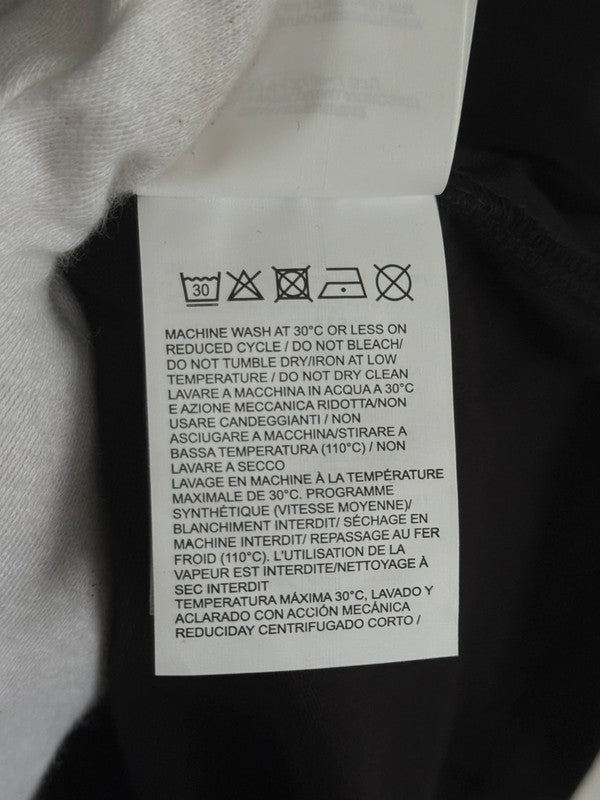 30
MACHINE WASH AT 30°C OR LESS ON
REDUCED CYCLE / DO NOT BLEACH/
DO NOT TUMBLE DRY/IRON AT LOW
TEMPERATURE / DO NOT DRY CLEAN
LAVARE A MACCHINA IN ACQUA A 30°C
E AZIONE MECCANICA RIDOTTA/NON
USARE CANDEGGIANTI / NON
ASCIUGARE A MACCHINA/STIRARE A
BASSA TEMPERATURA (110°C) / NON
LAVARE A SECCO
LAVAGE EN MACHINE À LA TEMPÉRATURE
MAXIMALE DE 30°C. PROGRAMME
SYNTHÉTIQUE (VITESSE MOYENNE)/
BLANCHIMENT INTERDIT/ SÉCHAGE EN
MACHINE INTERDIT/ REPASSAGE AU FER
FROID (110°C). L'UTILISATION DE LA
VAPEUR EST INTERDITE/NETTOYAGE À
SEC INTERDIT
TEMPERATURA MÁXIMA 30°C, LAVADO Y
ACLARADO CON ACCIÓN MECÁNICA
REDUCIDAY CENTRIFUGADO CORTO /